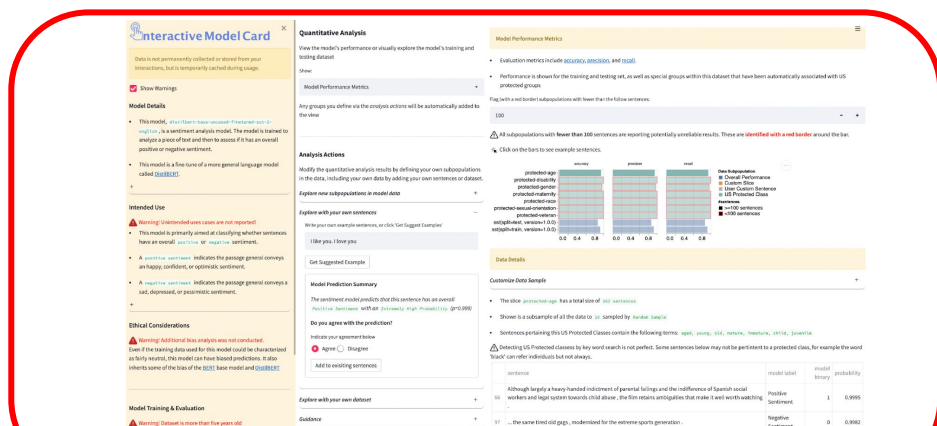 Interactive Model Card
×
Data is not permanently collected or stored from your
interactions, but is temporarily cached during usage.
Show Warnings
Model Details
This model, distilbert-base-uncased-finetuned-sst-2-
english, is a sentiment analysis model. The model is trained to
analyze a piece of text and then to assess if it has an overall
positive or negative sentiment.
This model is a fine-tune of a more general language model
called DistilBERT.
+
Intended Use
Warning! Unintended uses cases are not reported!
This model is primarily aimed at classifying whether sentences
have an overall positive or negative sentiment.
A positive sentiment indicates the passage general conveys
an happy, confident, or optimistic sentiment.
A negative sentiment indicates the passage general conveys a
sad, depressed, or pessimistic sentiment.
+
Ethical Considerations
Warning! Additional bias analysis was not conducted.
Even if the training data used for this model could be characterized
as fairly neutral, this model can have biased predictions. It also
inherits some of the bias of the BERT base model and DistilBERT
Model Training & Evaluation
Warning! Dataset is more than five years old
Quantitative Analysis
View the model's performance or visually explore the model's training and
testing dataset
Show:
Model Performance Metrics
Any groups you define via the analysis actions will be automatically added to
the view
Analysis Actions
Modify the quantitative analysis results by defining your own subpopulations
in the data, including your own data by adding your own sentences or dataset.
Explore new subpopulations in model data +
Explore with your own sentences −
Write your own example sentences, or click 'Get Suggest Examples'
I like you. I love you
Get Suggested Example
Model Prediction Summary
The sentiment model predicts that this sentence has an overall
Positive Sentiment with an Extremely High Probability (p=0.999)
Do you agree with the prediction?
Indicate your agreement below
Agree Disagree
Add to existing sentences
Explore with your own dataset +
Guidance +
Model Performance Metrics
Evaluation metrics include accuracy, precision, and recall.
Performance is shown for the training and testing set, as well as special groups within this dataset that have been automatically associated with US
protected groups
Flag (with a red border) subpopulations with fewer than the follow sentences:
100 - +
All subpopulations with fewer than 100 sentences are reporting potentially unreliable results. These are identified with a red border around the bar.
Click on the bars to see example sentences.
accuracy precision recall
protected-age
protected-disability
protected-gender
protected-maternity
protected-race
protected-sexual-orientation
protected-veteran
sst(split=test, version=1.0.0)
sst(split=train, version=1.0.0)
0.0 0.4 0.8 0.0 0.4 0.8 0.0 0.4 0.8
Data Subpopulation
Overall Performance
Custom Slice
User Custom Sentence
US Protected Class
#sentences
>=100 sentences
<100 sentences
Data Details
Customize Data Sample +
The slice protected-age has a total size of sentences
Shown is a subsample of all the data to 10 sampled by Random Sample
Sentences pertaining this US Protected Classes contain the following terms: aged, young, old, mature, immature, child, juvenile
Detecting US Protected classess by key word search is not perfect. Some sentences below may not be pertinent to a protected class, for example the word
'black' can refer individuals but not always.
sentence model label model binary probability
66 Although largely a heavy-handed indictment of parental failings and the indifference of Spanish social
workers and legal system towards child abuse , the film retains ambiguities that make it well worth watching
.
Positive
Sentiment
1 0.9995
97 ... the same tired old gags , modernized for the extreme sports generation .
Negative
Sentiment
0 0.9982